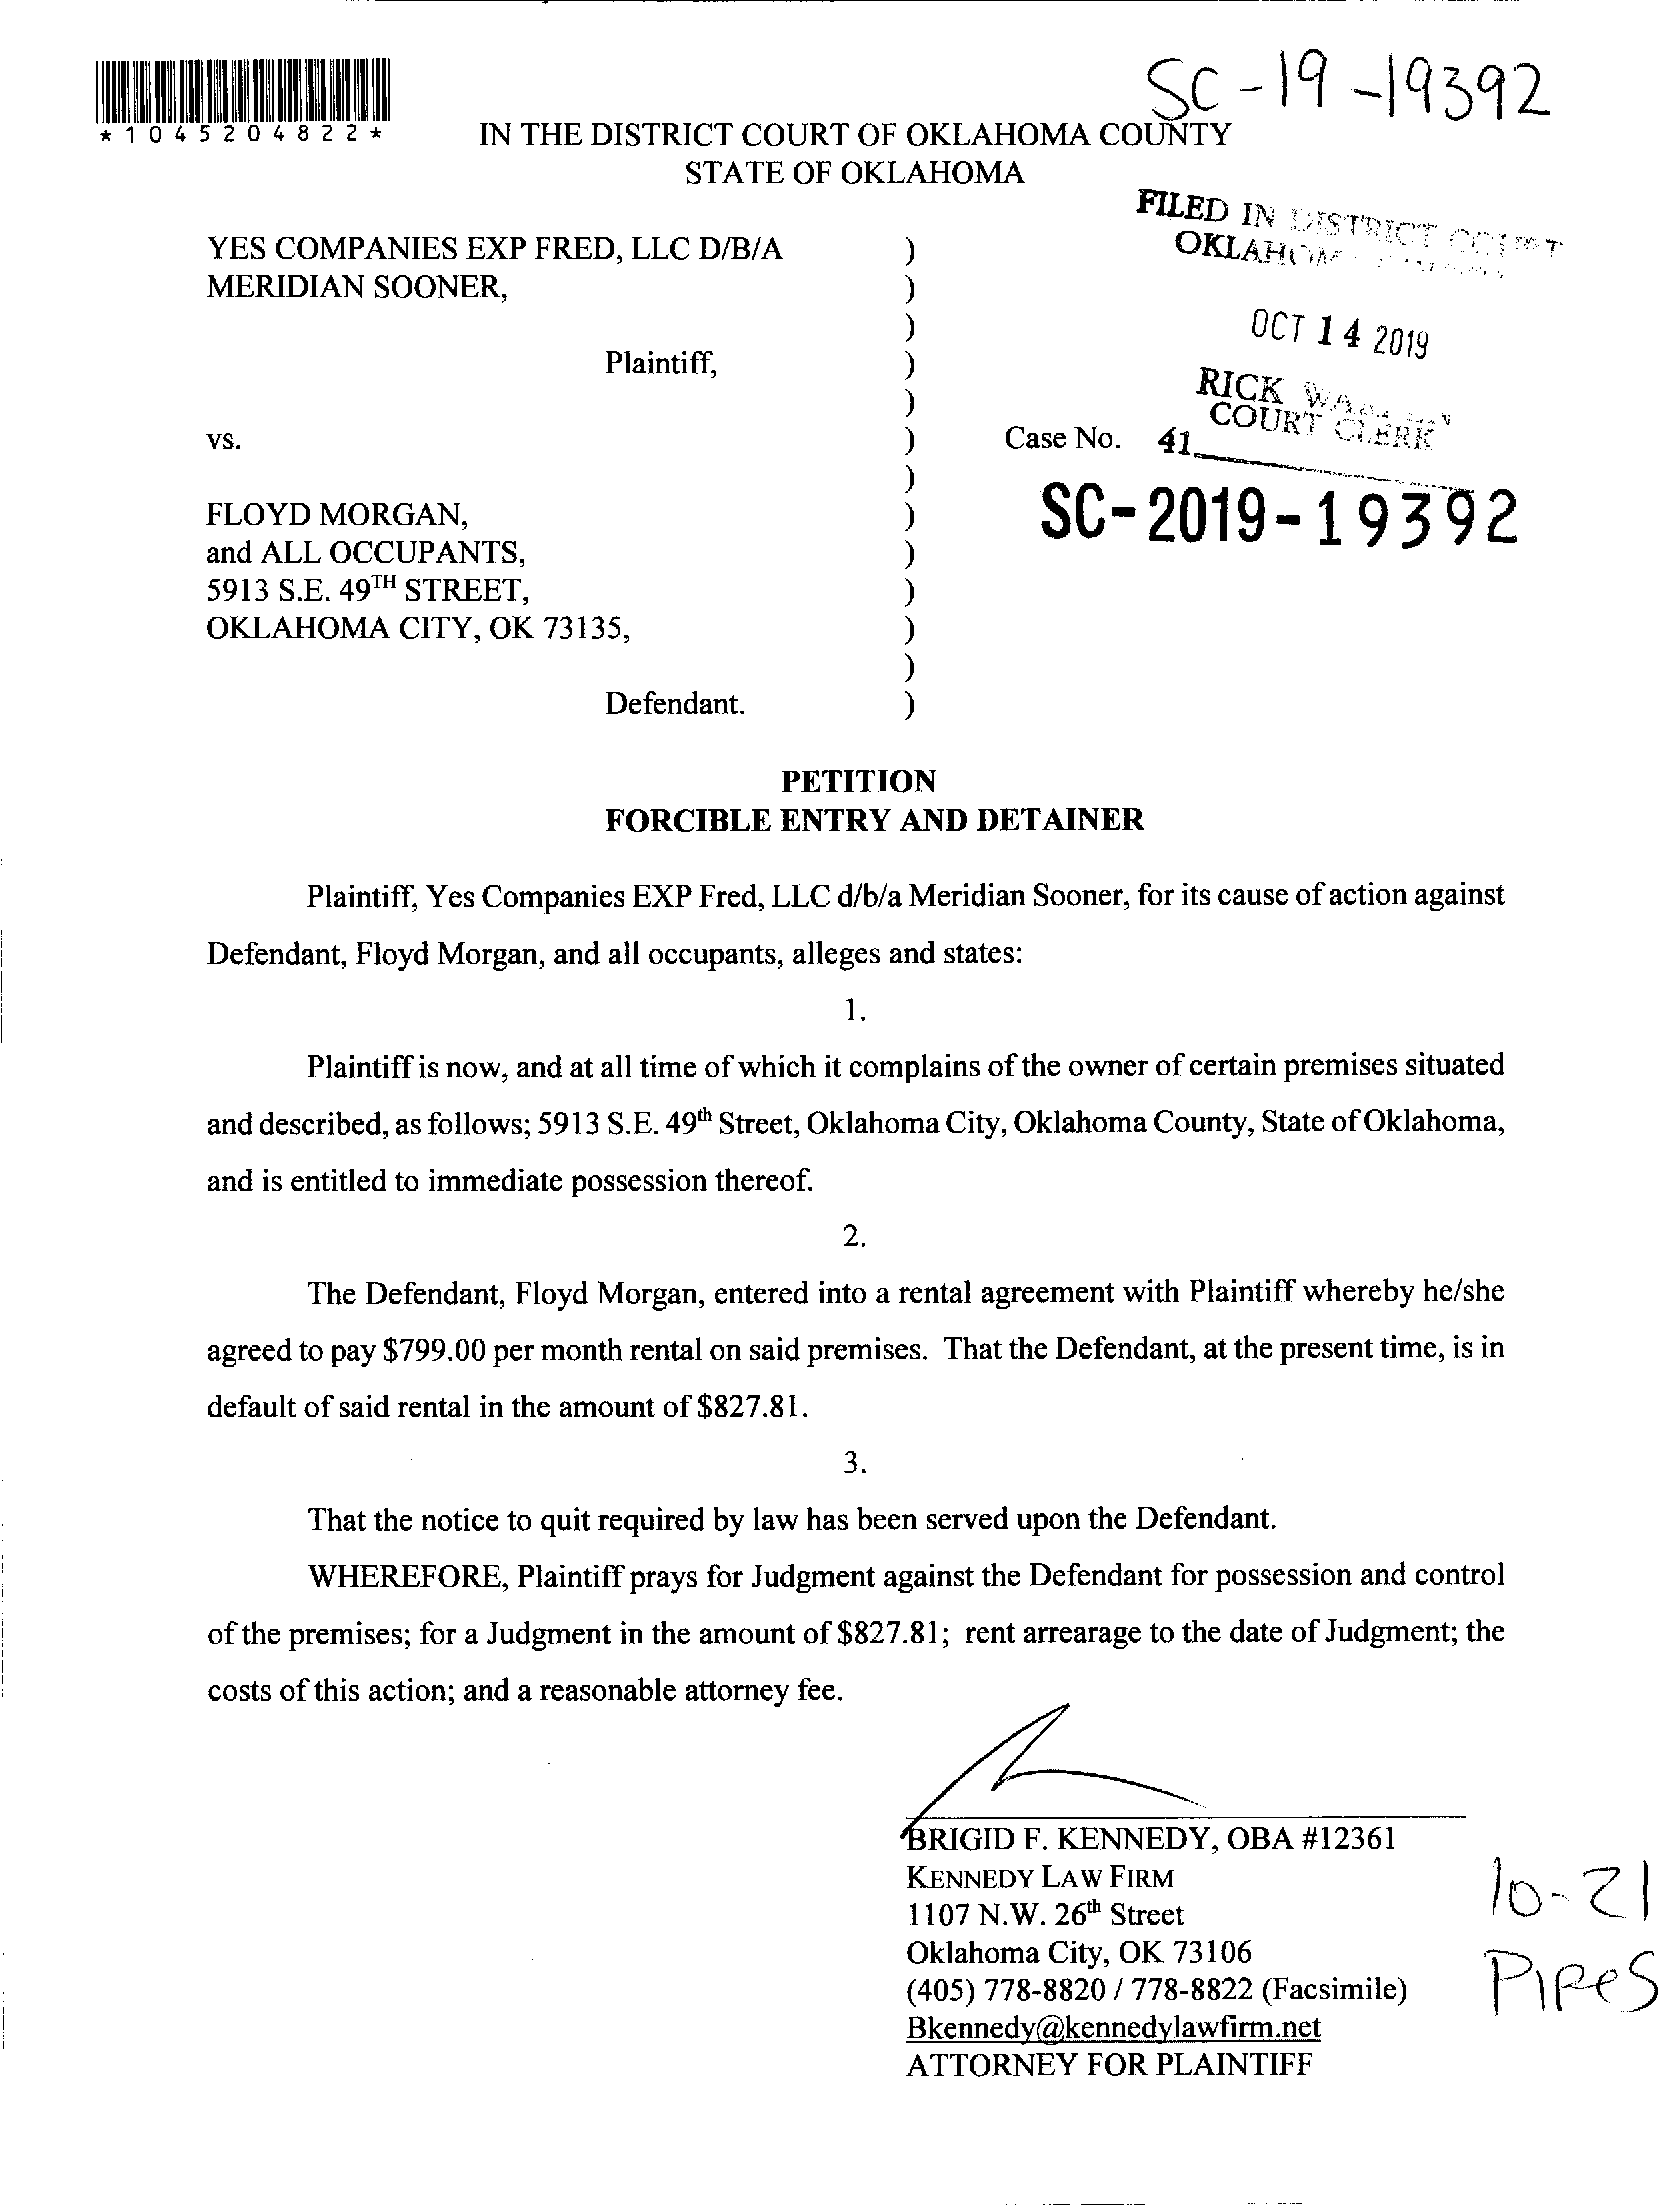 SC-19-19392
*1045204822*
IN THE DISTRICT COURT OF OKLAHOMA COUNTY
STATE OF OKLAHOMA
FILED IN DISTRICT COURT
OKLAHOMA
OCT 14 2019
RICK
COURT CLERK
41
YES COMPANIES EXP FRED, LLC D/B/A )
MERIDIAN SOONER, )
)
Plaintiff, )
)
vs. ) Case No.
)
SC-2019-19392
FLOYD MORGAN, )
and ALL OCCUPANTS, )
5913 S.E. 49TH STREET, )
OKLAHOMA CITY, OK 73135, )
)
Defendant. )
PETITION
FORCIBLE ENTRY AND DETAINER
Plaintiff, Yes Companies EXP Fred, LLC d/b/a Meridian Sooner, for its cause of action against
Defendant, Floyd Morgan, and all occupants, alleges and states:
1.
Plaintiff is now, and at all time of which it complains of the owner of certain premises situated
and described, as follows; 5913 S.E. 49th Street, Oklahoma City, Oklahoma County, State of Oklahoma,
and is entitled to immediate possession thereof.
2.
The Defendant, Floyd Morgan, entered into a rental agreement with Plaintiff whereby he/she
agreed to pay $799.00 per month rental on said premises. That the Defendant, at the present time, is in
default of said rental in the amount of $827.81.
3.
That the notice to quit required by law has been served upon the Defendant.
WHEREFORE, Plaintiff prays for Judgment against the Defendant for possession and control
of the premises; for a Judgment in the amount of $827.81; rent arrearage to the date of Judgment; the
costs of this action; and a reasonable attorney fee.
BRIGID F. KENNEDY, OBA #12361
KENNEDY LAW FIRM
1107 N.W. 26th Street
Oklahoma City, OK 73106
(405) 778-8820 / 778-8822 (Facsimile)
Bkennedy@kennedylawfirm.net
ATTORNEY FOR PLAINTIFF
10-21
PIPeS